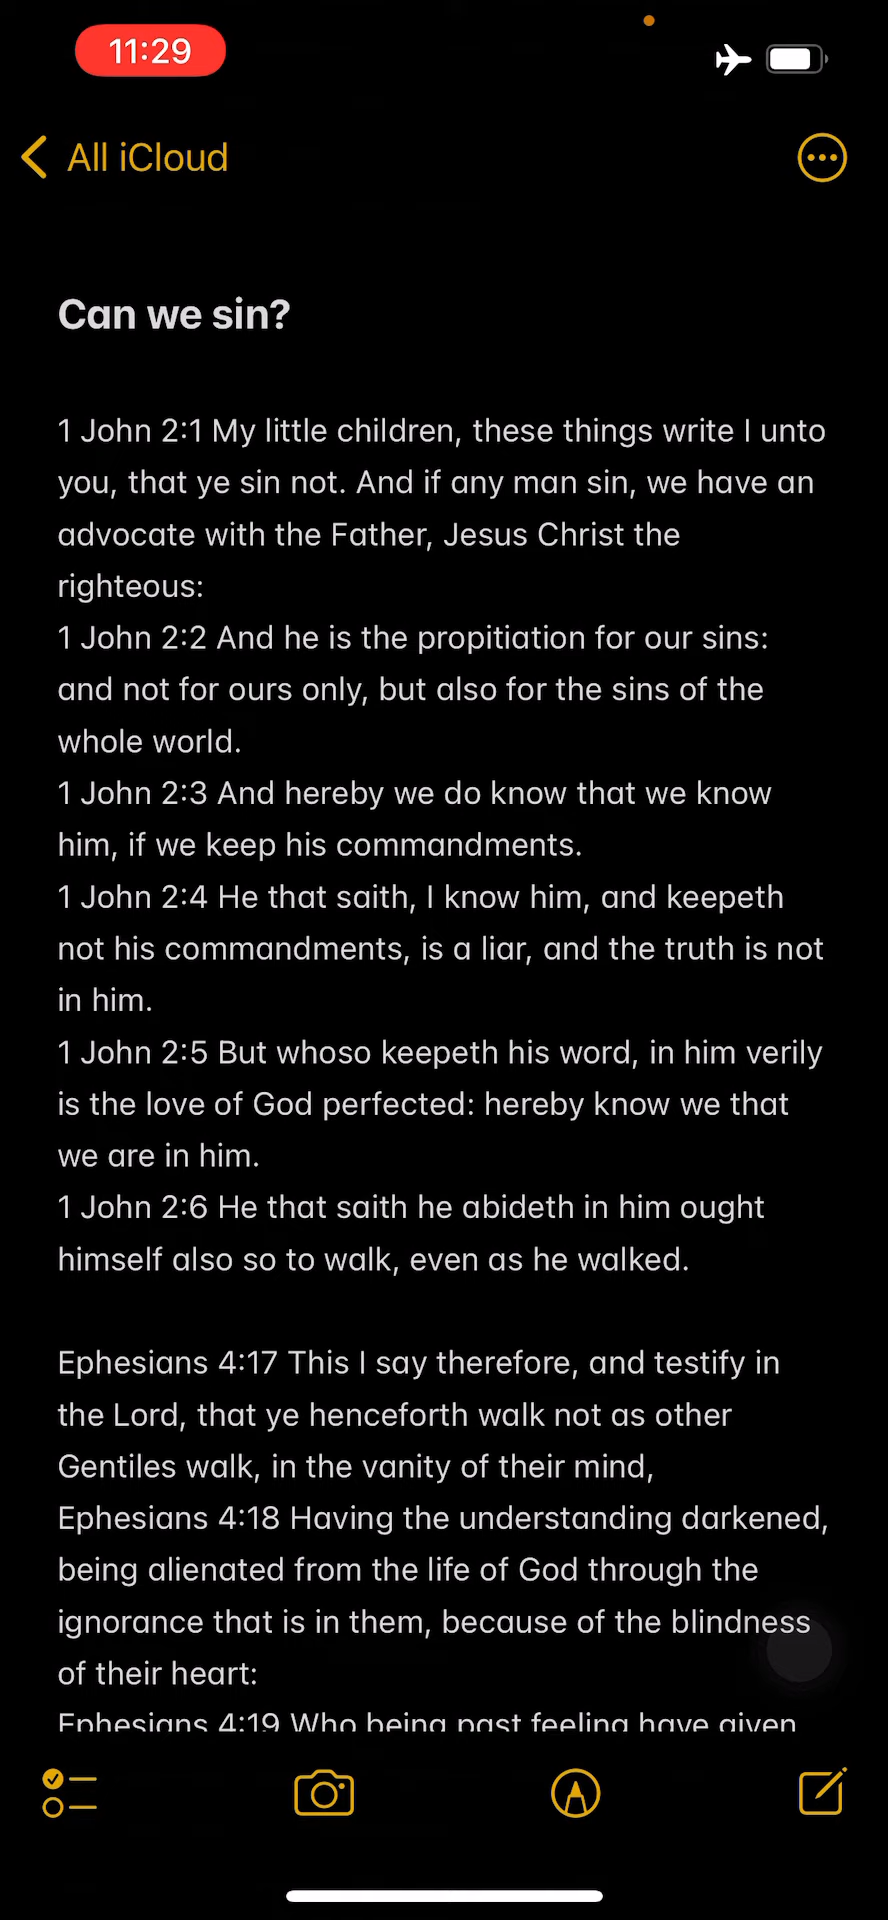 11:29
All iCloud
Can we sin?
1 John 2:1 My little children, these things write I unto
you, that ye sin not. And if any man sin, we have an
advocate with the Father, Jesus Christ the
righteous:
1 John 2:2 And he is the propitiation for our sins:
and not for ours only, but also for the sins of the
whole world.
1 John 2:3 And hereby we do know that we know
him, if we keep his commandments.
1 John 2:4 He that saith, I know him, and keepeth
not his commandments, is a liar, and the truth is not
in him.
1 John 2:5 But whoso keepeth his word, in him verily
is the love of God perfected: hereby know we that
we are in him.
1 John 2:6 He that saith he abideth in him ought
himself also so to walk, even as he walked.
Ephesians 4:17 This I say therefore, and testify in
the Lord, that ye henceforth walk not as other
Gentiles walk, in the vanity of their mind,
Ephesians 4:18 Having the understanding darkened,
being alienated from the life of God through the
ignorance that is in them, because of the blindness
of their heart:
Ephesians 4:19 Who being past feeling have given